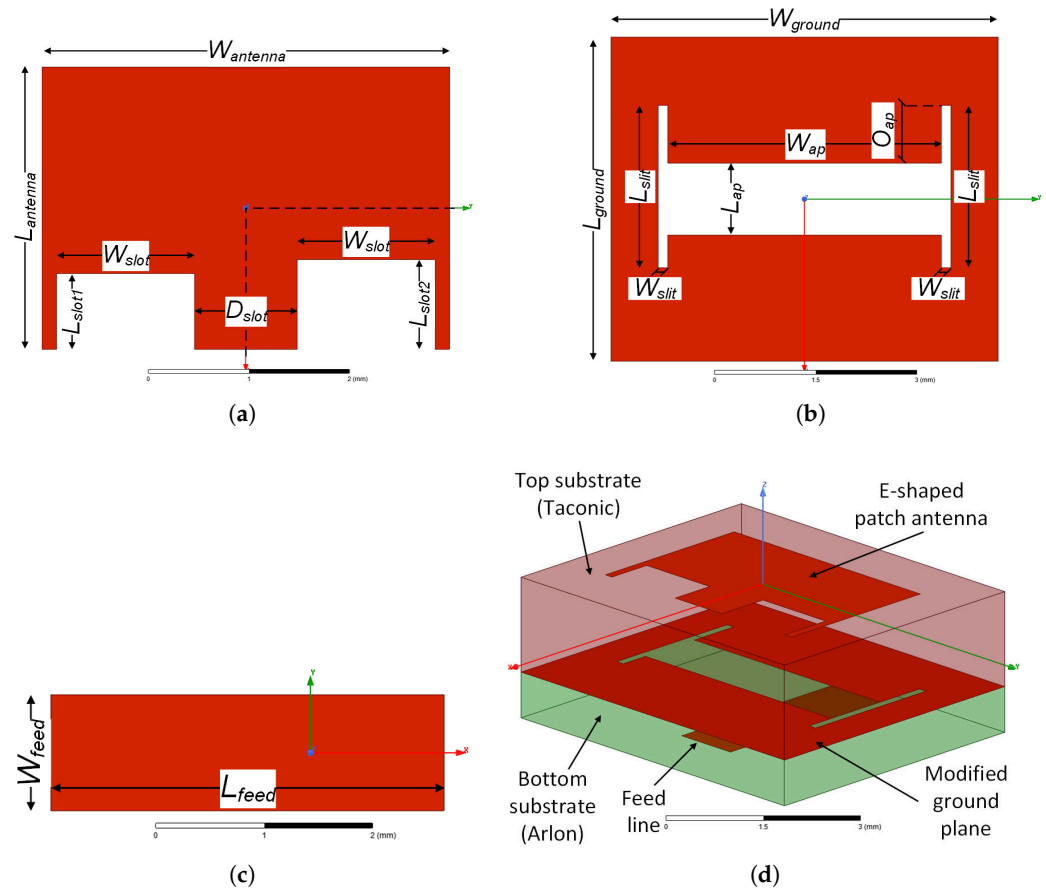 W_antenna
L_antenna
W_slot
W_slot
L_slot1
D_slot
L_slot2
Y
0 1 2 (mm)
(a)
W_ground
L_ground
O_ap
W_ap
L_slit
L_ap
L_slit
Y
W_slit
W_slit
0 1.5 3 (mm)
(b)
Y
W_feed
X
L_feed
0 1 2 (mm)
(c)
Top substrate
(Taconic)
Z
E-shaped
patch antenna
X
Y
Bottom
substrate
(Arlon)
Feed
line
Modified
ground
plane
0 1.5 3 (mm)
(d)